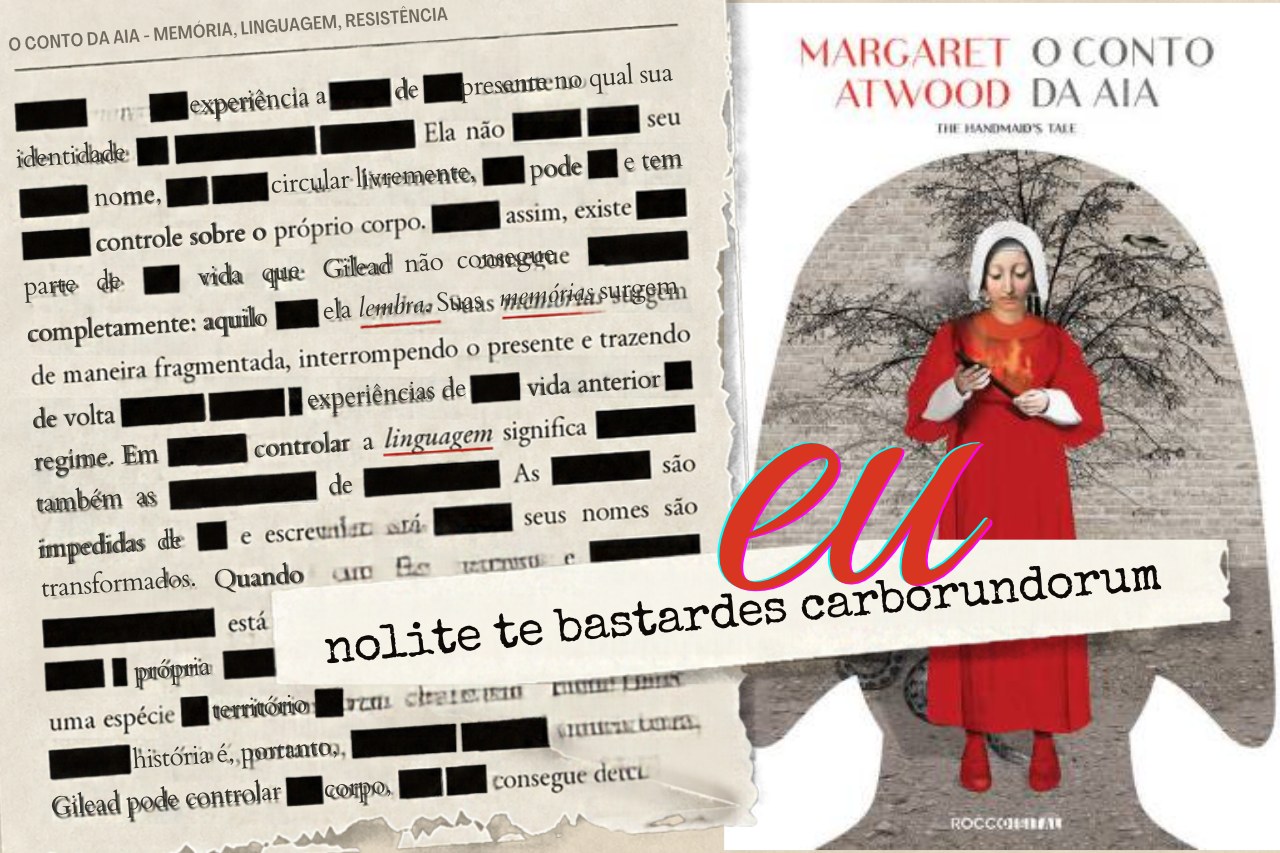 O CONTO DA AIA - MEMÓRIA, LINGUAGEM, RESISTÊNCIA
experiência a de presente no qual sua
identidade Ela não seu
nome, circular livremente, pode e tem
controle sobre o próprio corpo. assim, existe
parte de vida que Gilead não consegue
completamente: aquilo ela lembra. Suas memórias surgem
de maneira fragmentada, interrompendo o presente e trazendo
de volta experiências de vida anterior
regime. Em controlar a linguagem significa
também as de As são
impedidas de e seus nomes são
transformados. Quando
está
própria
uma espécie território
história é, portanto,
Gilead pode controlar corpo, consegue
eu
nolite te bastardes carborundorum
MARGARET ATWOOD
O CONTO DA AIA
THE HANDMAID'S TALE
ROCCO DIGITAL